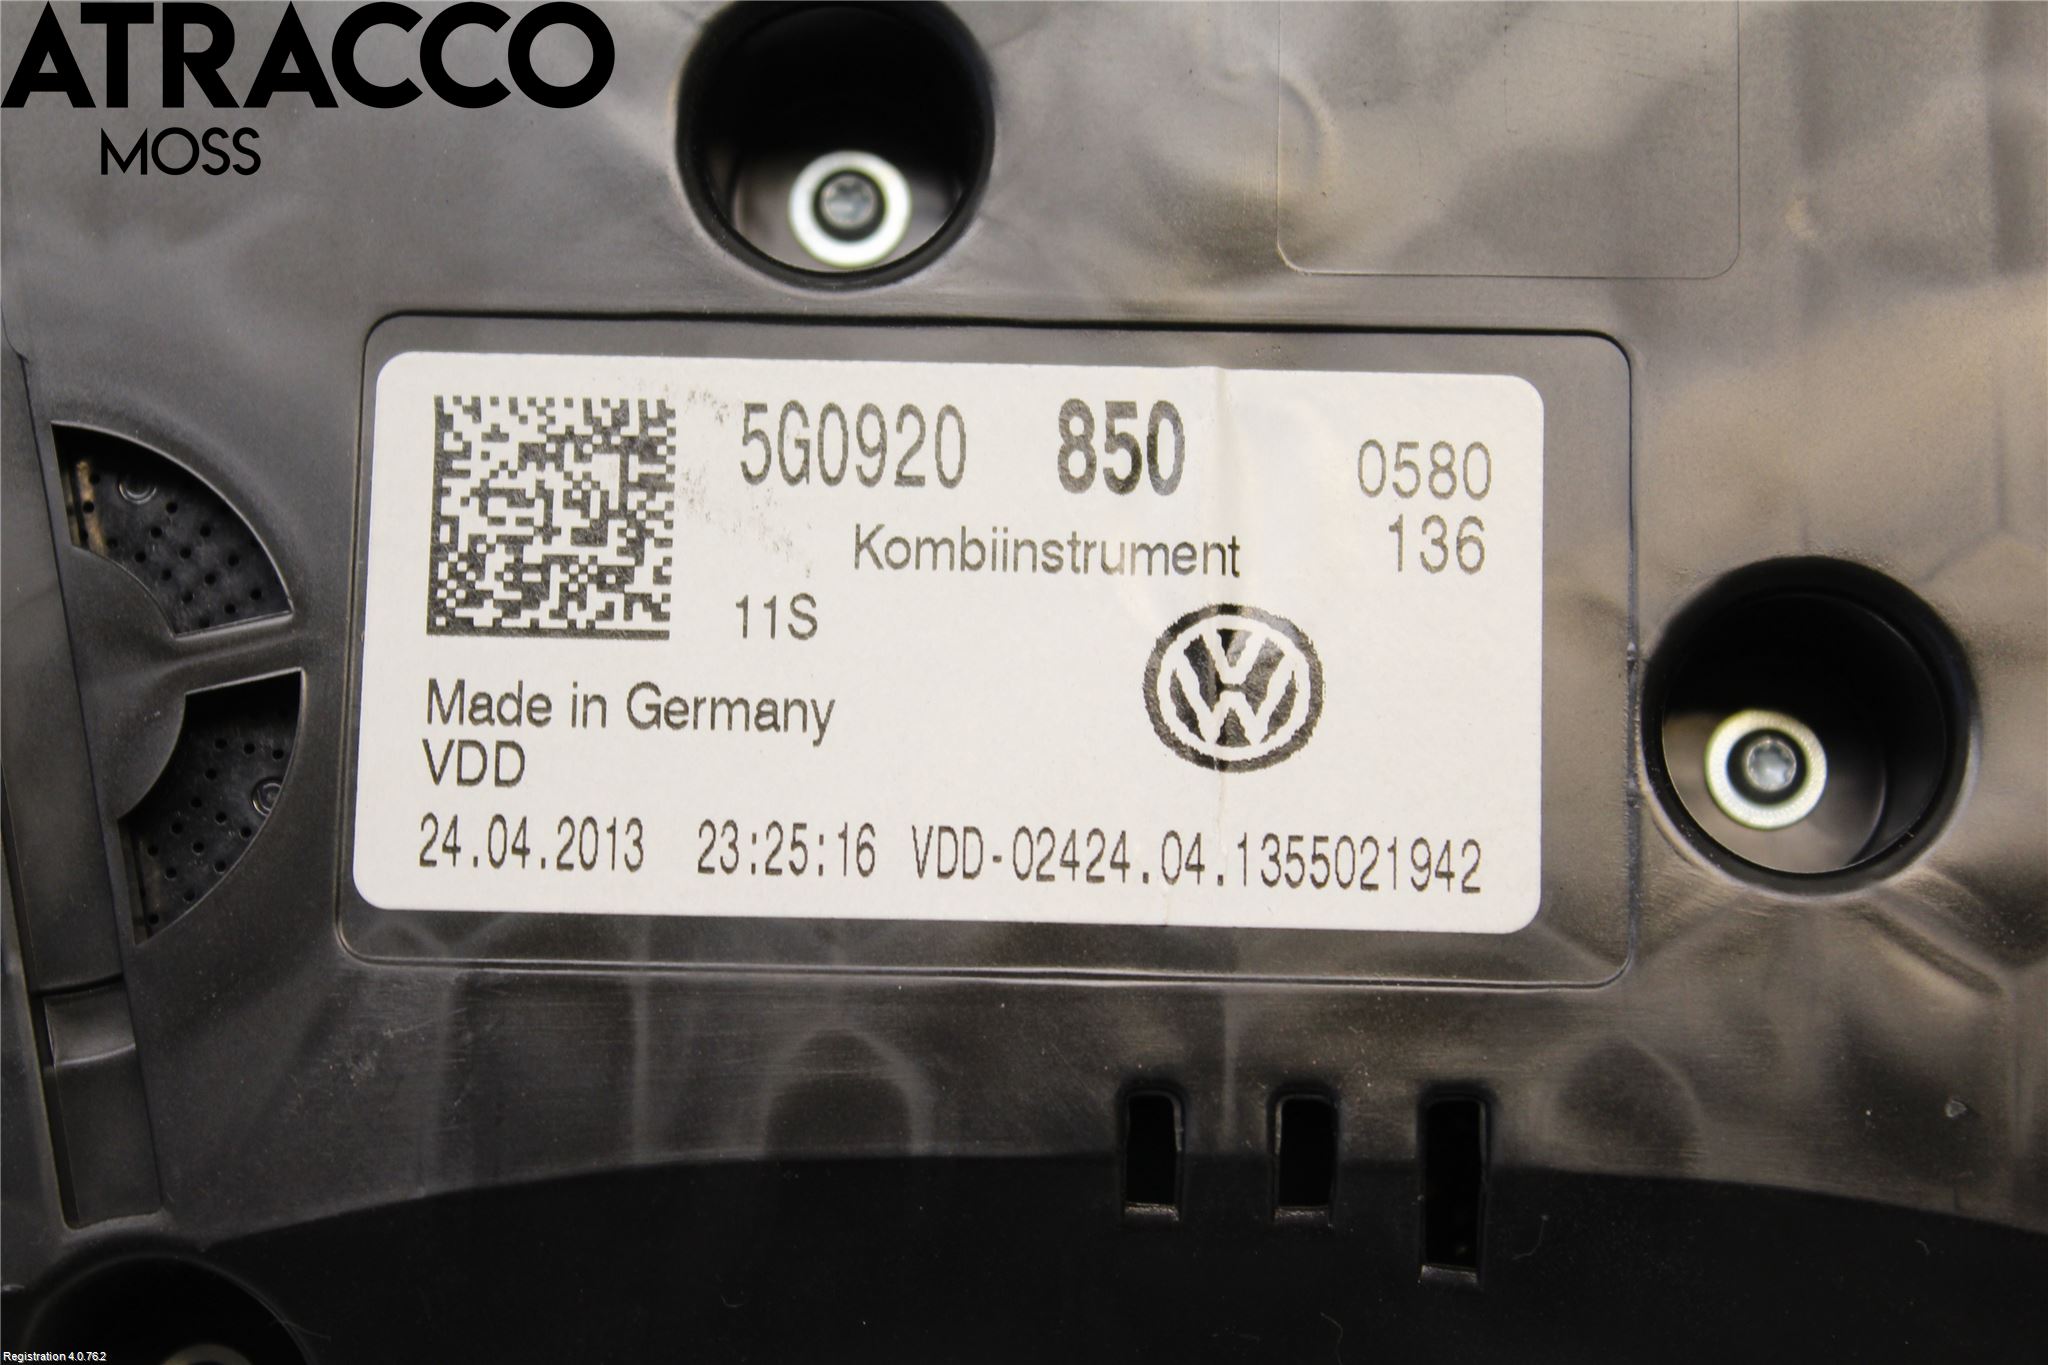 ATRACCO
MOSS
5G0920 850 0580
Kombiinstrument 136
11S
Made in Germany
VDD
24.04.2013 23:25:16 VDD-02424.04.1355021942
Registration 4.0.76.2